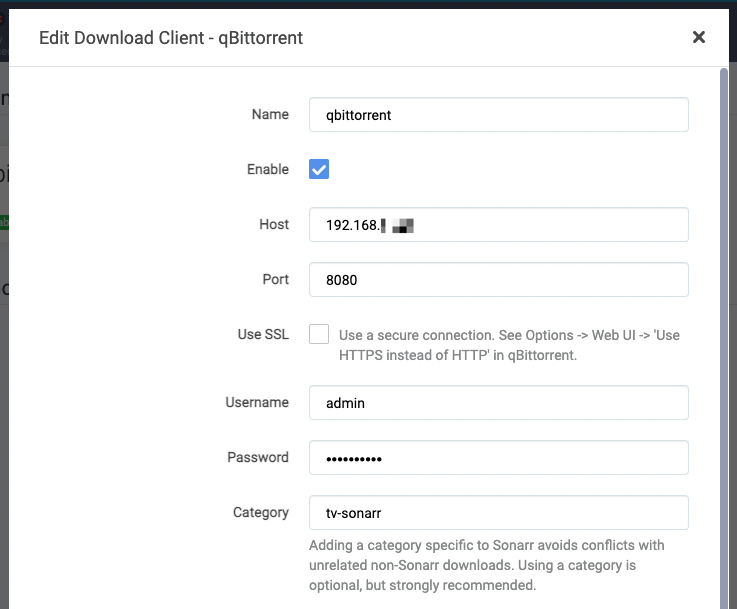 Edit Download Client - qBittorrent
Name
qbittorrent
Enable
Host
192.168.
Port
8080
Use SSL
Use a secure connection. See Options -> Web UI -> 'Use
HTTPS instead of HTTP' in qBittorrent.
Username
admin
Password
••••••••••
Category
tv-sonarr
Adding a category specific to Sonarr avoids conflicts with
unrelated non-Sonarr downloads. Using a category is
optional, but strongly recommended.